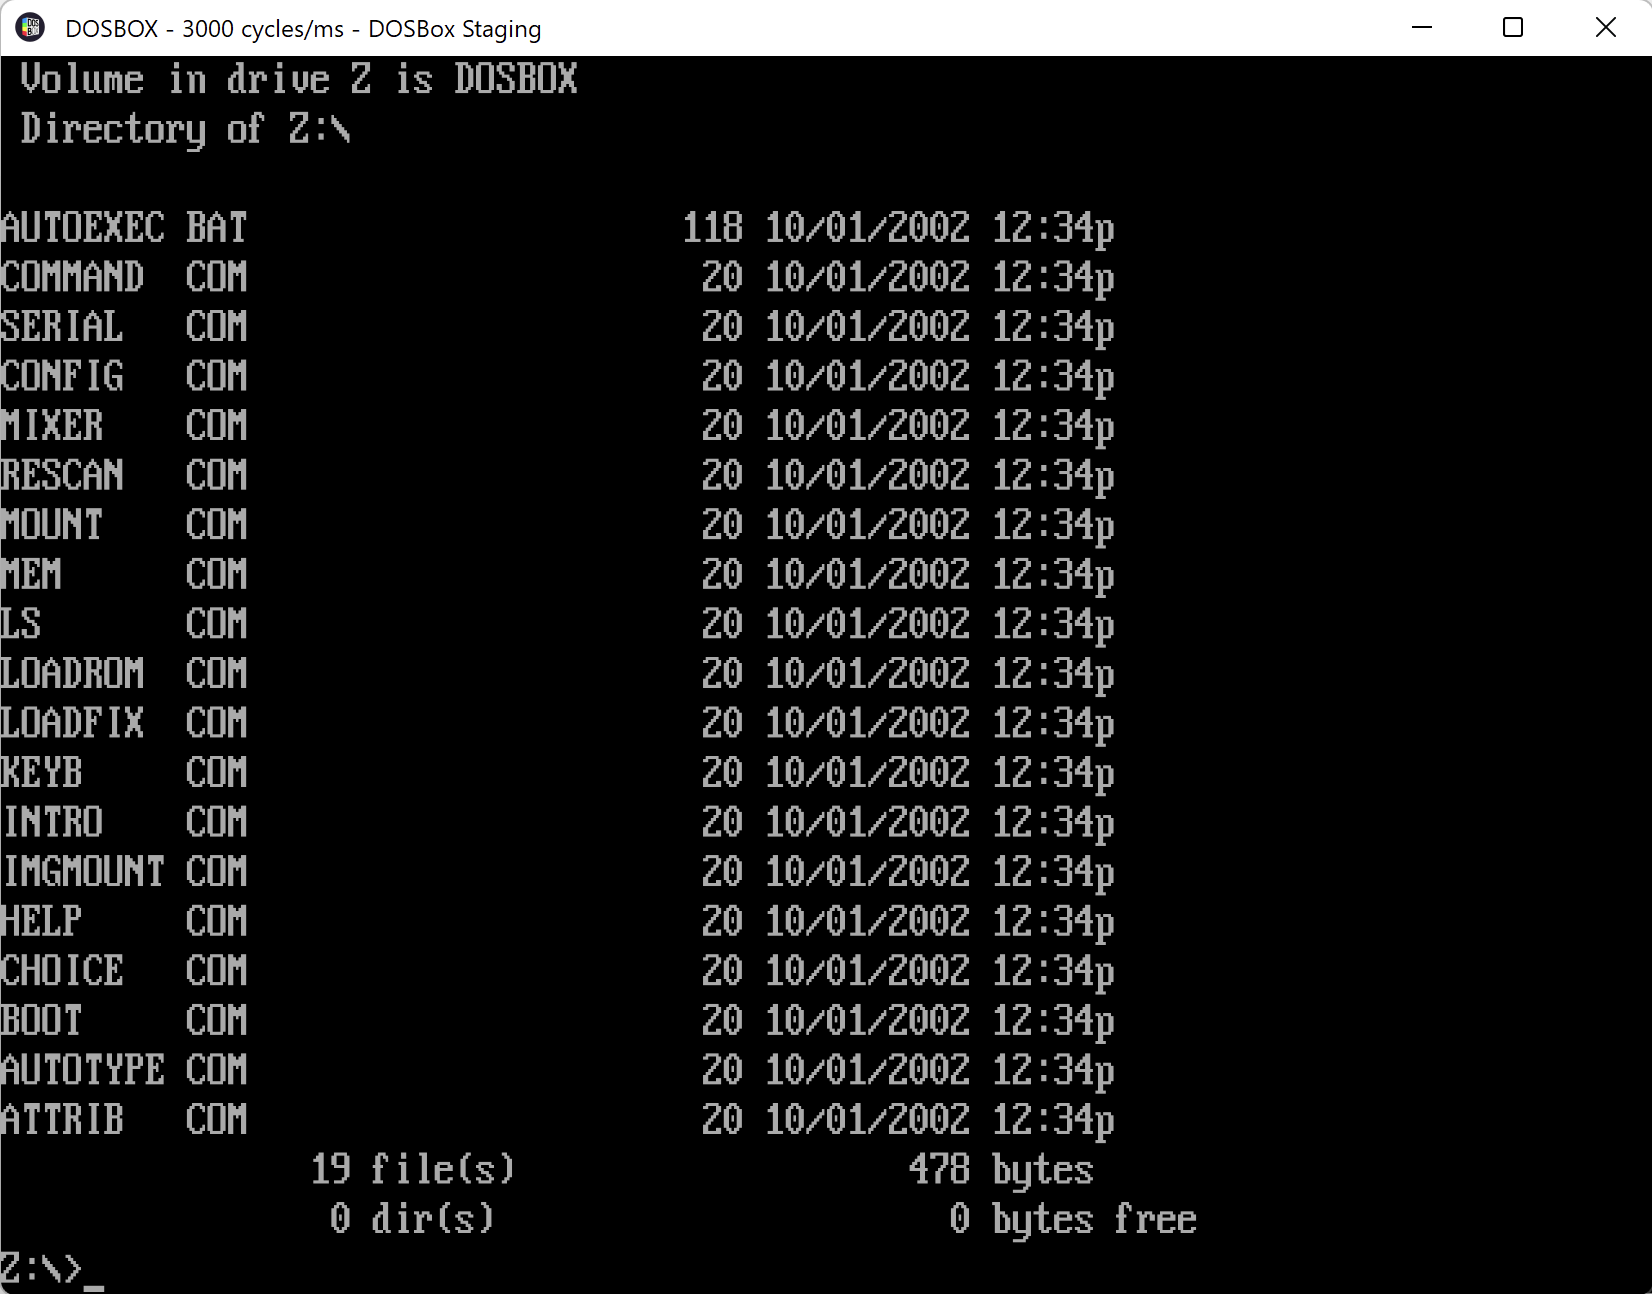 DOSBOX - 3000 cycles/ms - DOSBox Staging
Volume in drive Z is DOSBOX
Directory of Z:\
AUTOEXEC BAT 118 10/01/2002 12:34p
COMMAND COM 20 10/01/2002 12:34p
SERIAL COM 20 10/01/2002 12:34p
CONFIG COM 20 10/01/2002 12:34p
MIXER COM 20 10/01/2002 12:34p
RESCAN COM 20 10/01/2002 12:34p
MOUNT COM 20 10/01/2002 12:34p
MEM COM 20 10/01/2002 12:34p
LS COM 20 10/01/2002 12:34p
LOADROM COM 20 10/01/2002 12:34p
LOADFIX COM 20 10/01/2002 12:34p
KEYB COM 20 10/01/2002 12:34p
INTRO COM 20 10/01/2002 12:34p
IMGMOUNT COM 20 10/01/2002 12:34p
HELP COM 20 10/01/2002 12:34p
CHOICE COM 20 10/01/2002 12:34p
BOOT COM 20 10/01/2002 12:34p
AUTOTYPE COM 20 10/01/2002 12:34p
ATTRIB COM 20 10/01/2002 12:34p
19 file(s) 478 bytes
0 dir(s) 0 bytes free
Z:\>_